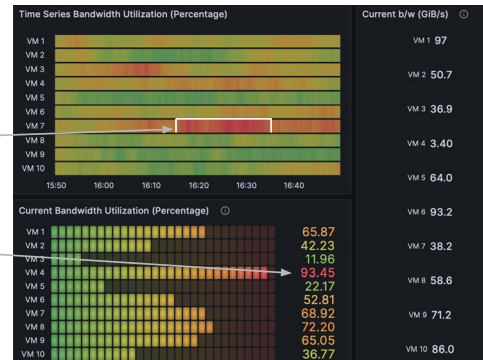 Time Series Bandwidth Utilization (Percentage)
VM 1
VM 2
VM 3
VM 4
VM 5
VM 6
VM 7
VM 8
VM 9
VM 10
15:50 16:00 16:10 16:20 16:30 16:40
Current Bandwidth Utilization (Percentage)
VM 1 65.87
VM 2 42.23
VM 3 11.96
VM 4 93.45
VM 5 22.17
VM 6 52.81
VM 7 68.92
VM 8 72.20
VM 9 65.05
VM 10 36.77
Current b/w (GiB/s)
VM 1 97
VM 2 50.7
VM 3 36.9
VM 4 3.40
VM 5 64.0
VM 6 93.2
VM 7 38.2
VM 8 58.6
VM 9 71.2
VM 10 86.0